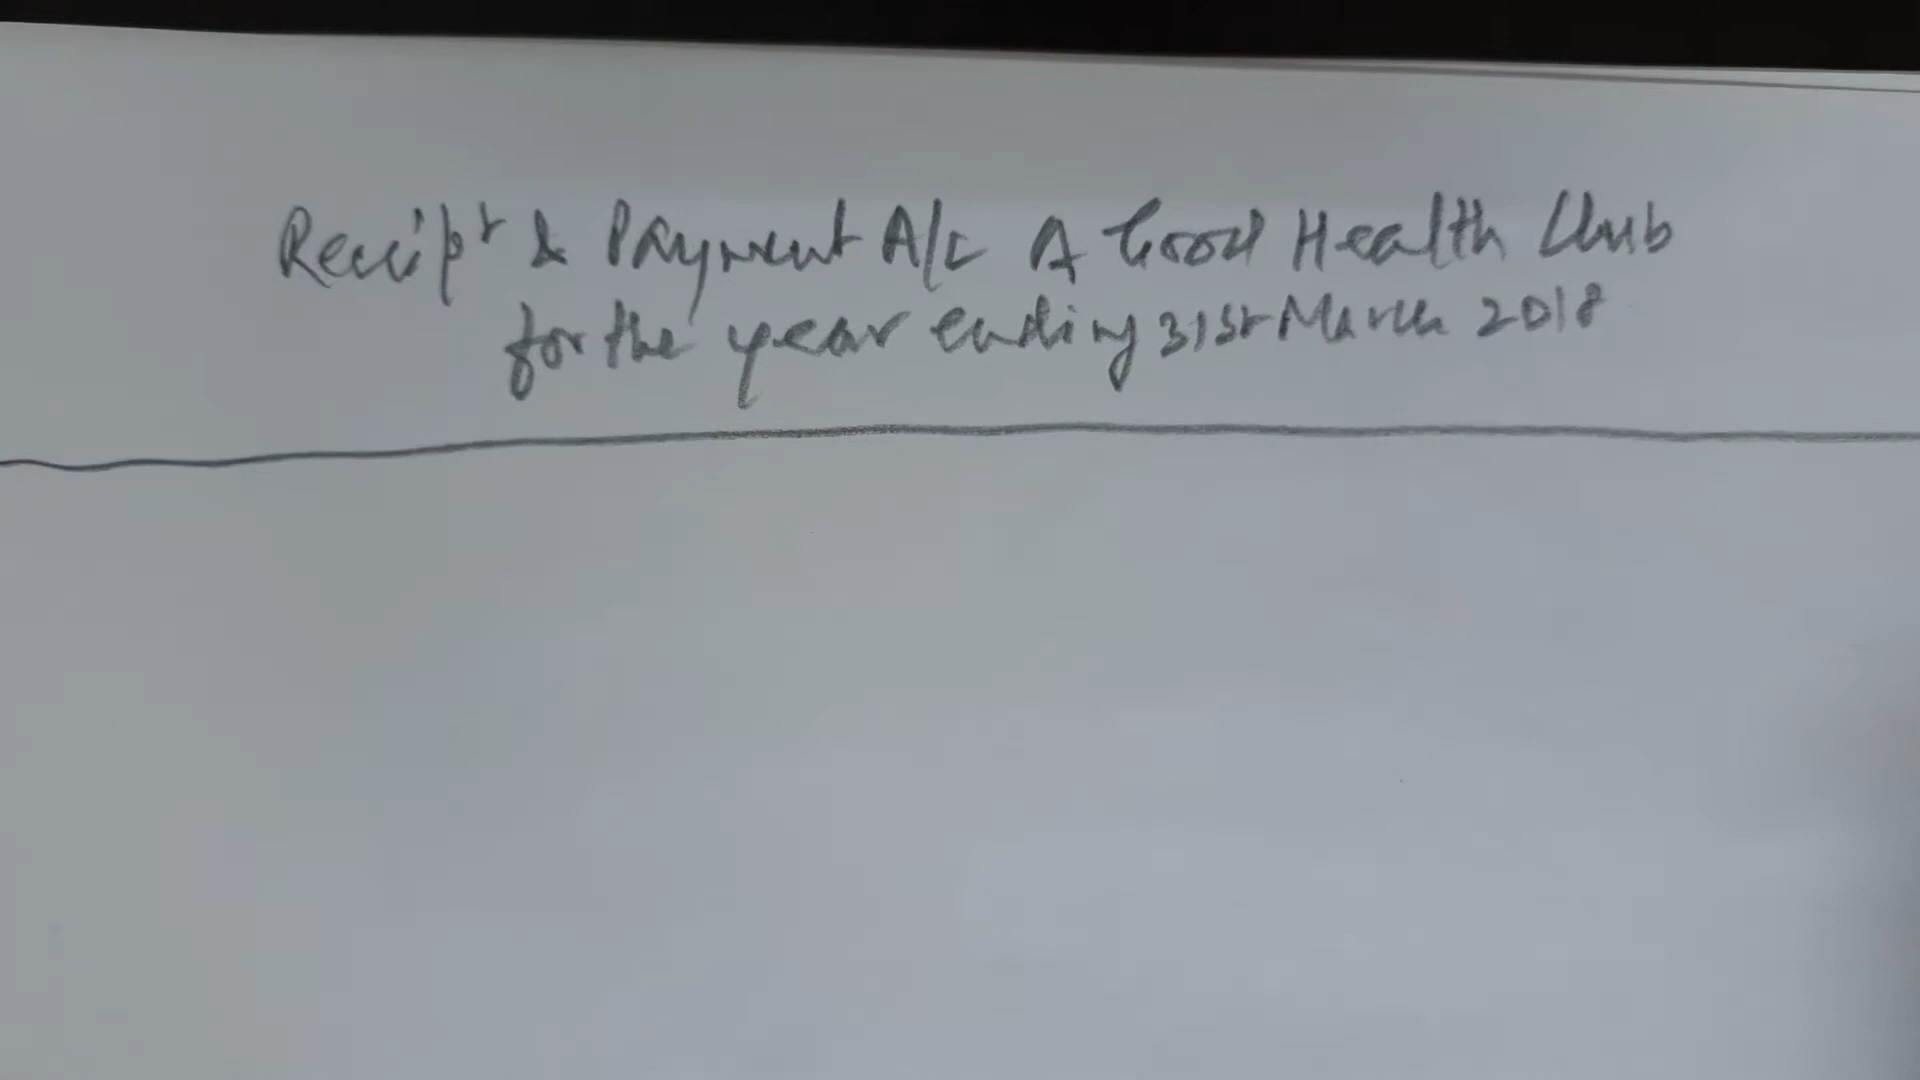 Receipt & Payment A/c A Good Health Club
for the year ending 31st March 2018